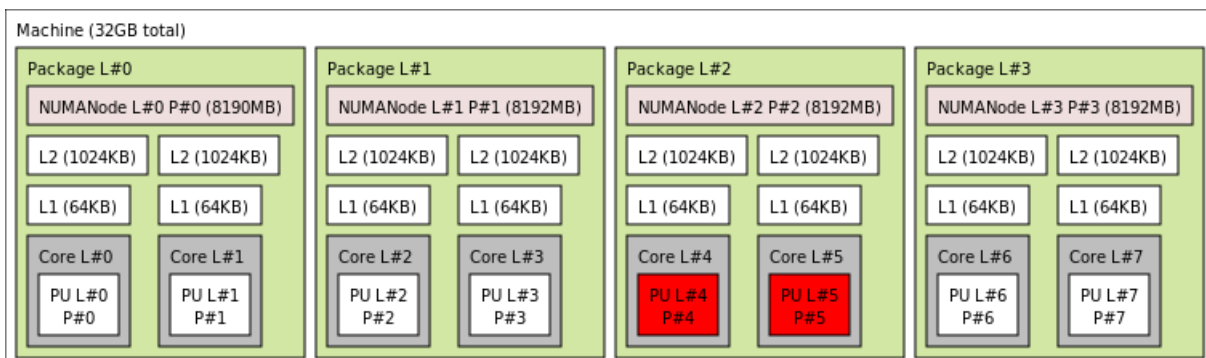 Machine (32GB total)
Package L#0
NUMANode L#0 P#0 (8190MB)
L2 (1024KB) L2 (1024KB)
L1 (64KB) L1 (64KB)
Core L#0 Core L#1
PU L#0 PU L#1
P#0 P#1
Package L#1
NUMANode L#1 P#1 (8192MB)
L2 (1024KB) L2 (1024KB)
L1 (64KB) L1 (64KB)
Core L#2 Core L#3
PU L#2 PU L#3
P#2 P#3
Package L#2
NUMANode L#2 P#2 (8192MB)
L2 (1024KB) L2 (1024KB)
L1 (64KB) L1 (64KB)
Core L#4 Core L#5
PU L#4 PU L#5
P#4 P#5
Package L#3
NUMANode L#3 P#3 (8192MB)
L2 (1024KB) L2 (1024KB)
L1 (64KB) L1 (64KB)
Core L#6 Core L#7
PU L#6 PU L#7
P#6 P#7